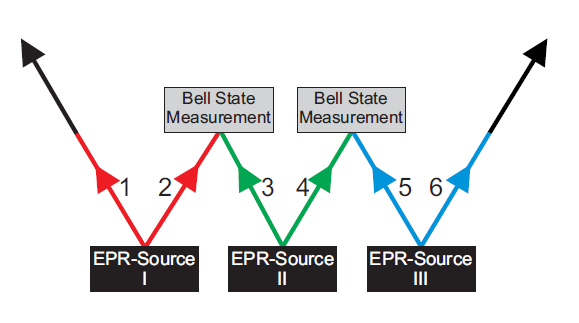 Bell State
Measurement
Bell State
Measurement
1
2
3
4
5
6
EPR-Source
I
EPR-Source
II
EPR-Source
III